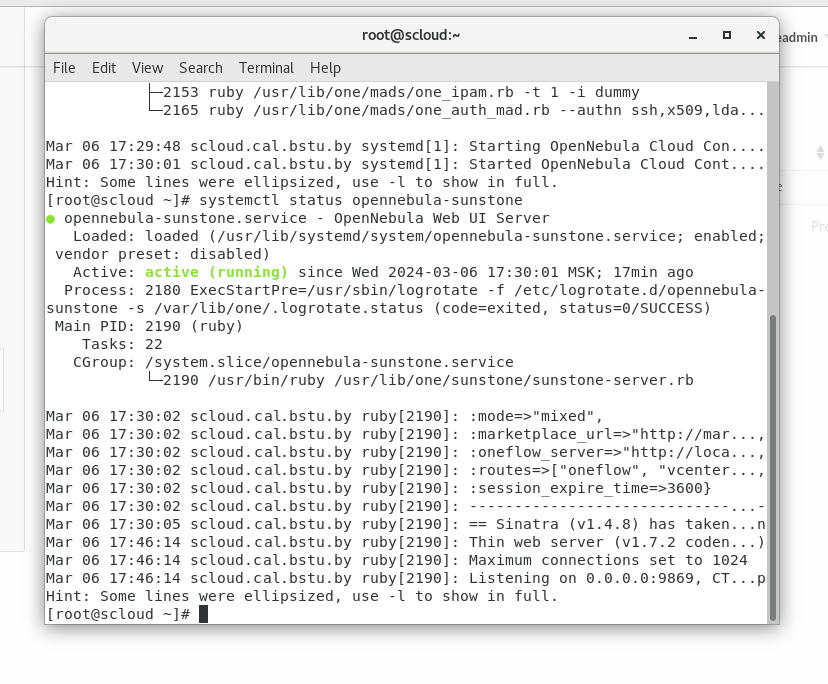 root@scloud:~
eadmin
File Edit View Search Terminal Help
├─2153 ruby /usr/lib/one/mads/one_ipam.rb -t 1 -i dummy
└─2165 ruby /usr/lib/one/mads/one_auth_mad.rb --authn ssh,x509,lda...
Mar 06 17:29:48 scloud.cal.bstu.by systemd[1]: Starting OpenNebula Cloud Con....
Mar 06 17:30:01 scloud.cal.bstu.by systemd[1]: Started OpenNebula Cloud Cont....
Hint: Some lines were ellipsized, use -l to show in full.
[root@scloud ~]# systemctl status opennebula-sunstone
● opennebula-sunstone.service - OpenNebula Web UI Server
Loaded: loaded (/usr/lib/systemd/system/opennebula-sunstone.service; enabled;
vendor preset: disabled)
Active: active (running) since Wed 2024-03-06 17:30:01 MSK; 17min ago
Process: 2180 ExecStartPre=/usr/sbin/logrotate -f /etc/logrotate.d/opennebula-
sunstone -s /var/lib/one/.logrotate.status (code=exited, status=0/SUCCESS)
Main PID: 2190 (ruby)
Tasks: 22
CGroup: /system.slice/opennebula-sunstone.service
└─2190 /usr/bin/ruby /usr/lib/one/sunstone/sunstone-server.rb
Mar 06 17:30:02 scloud.cal.bstu.by ruby[2190]: :mode=>"mixed",
Mar 06 17:30:02 scloud.cal.bstu.by ruby[2190]: :marketplace_url=>"http://mar...,
Mar 06 17:30:02 scloud.cal.bstu.by ruby[2190]: :oneflow_server=>"http://loca...,
Mar 06 17:30:02 scloud.cal.bstu.by ruby[2190]: :routes=>["oneflow", "vcenter...,
Mar 06 17:30:02 scloud.cal.bstu.by ruby[2190]: :session_expire_time=>3600}
Mar 06 17:30:02 scloud.cal.bstu.by ruby[2190]: -----------------------------...-
Mar 06 17:30:05 scloud.cal.bstu.by ruby[2190]: == Sinatra (v1.4.8) has taken...n
Mar 06 17:46:14 scloud.cal.bstu.by ruby[2190]: Thin web server (v1.7.2 coden...)
Mar 06 17:46:14 scloud.cal.bstu.by ruby[2190]: Maximum connections set to 1024
Mar 06 17:46:14 scloud.cal.bstu.by ruby[2190]: Listening on 0.0.0.0:9869, CT...p
Hint: Some lines were ellipsized, use -l to show in full.
[root@scloud ~]#